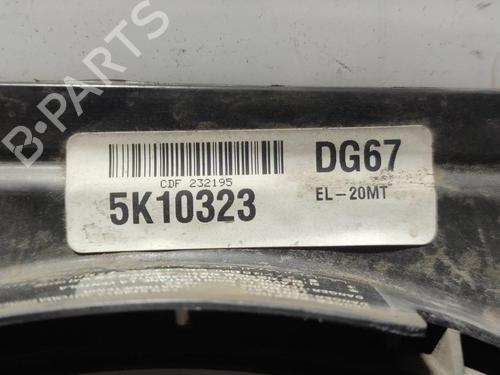 B-PARTS
DG67
CDF 232195
5K10323
EL-20MT